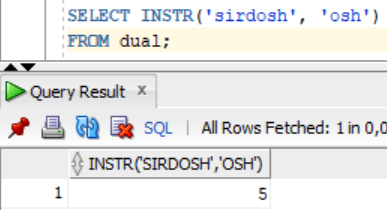 SELECT INSTR('sirdosh', 'osh')
FROM dual;
Query Result x
SQL | All Rows Fetched: 1 in 0,0
INSTR('SIRDOSH','OSH')
1 5